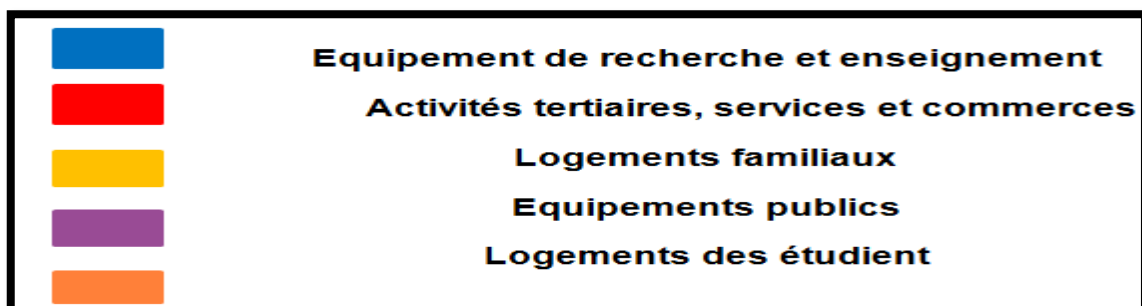 Equipement de recherche et enseignement
Activités tertiaires, services et commerces
Logements familiaux
Equipements publics
Logements des étudient